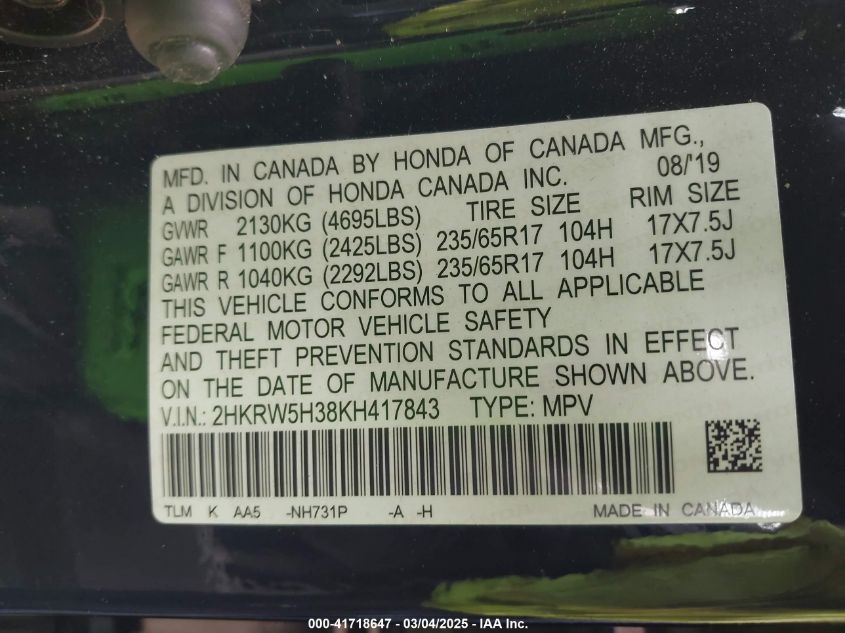 MFD. IN CANADA BY HONDA OF CANADA MFG.,
A DIVISION OF HONDA CANADA INC. 08/'19
GVWR 2130KG (4695LBS) TIRE SIZE RIM SIZE
GAWR F 1100KG (2425LBS) 235/65R17 104H 17X7.5J
GAWR R 1040KG (2292LBS) 235/65R17 104H 17X7.5J
THIS VEHICLE CONFORMS TO ALL APPLICABLE
FEDERAL MOTOR VEHICLE SAFETY
AND THEFT PREVENTION STANDARDS IN EFFECT
ON THE DATE OF MANUFACTURE SHOWN ABOVE.
V.I.N.: 2HKRW5H38KH417843 TYPE: MPV
TLM K AA5 -NH731P -A -H MADE IN CANADA
000-41718647 - 03/04/2025 - IAA Inc.